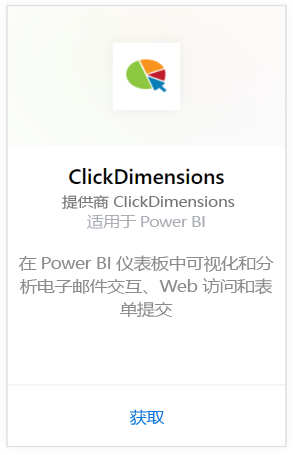 ClickDimensions
提供商 ClickDimensions
适用于 Power BI
在 Power BI 仪表板中可视化和分
析电子邮件交互、Web 访问和表
单提交
获取